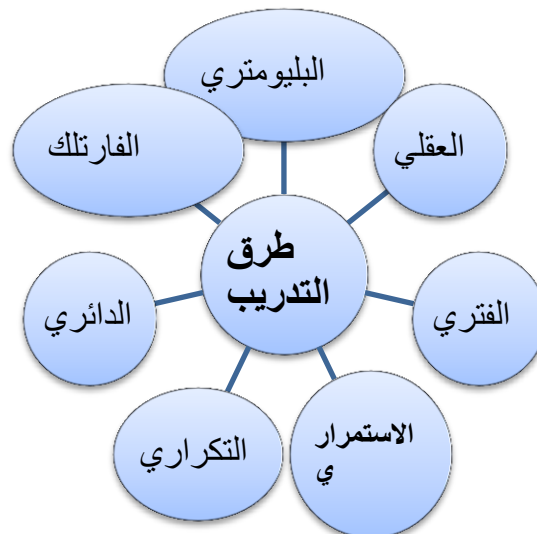 البليومتري
العقلي
الفارتلك
طرق
التدريب
الفتري
الدائري
الاستمرار
ي
التكراري